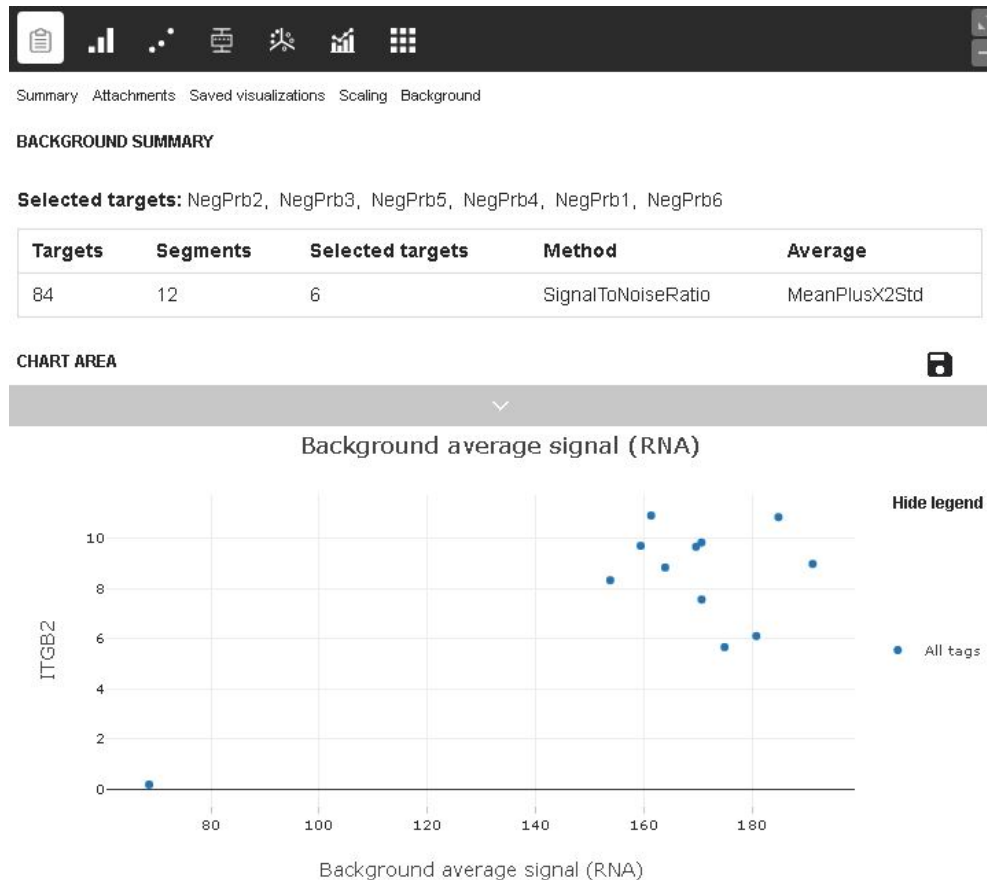 Summary Attachments Saved visualizations Scaling Background
BACKGROUND SUMMARY
Selected targets: NegPrb2, NegPrb3, NegPrb5, NegPrb4, NegPrb1, NegPrb6
Targets Segments Selected targets Method Average
84 12 6 SignalToNoiseRatio MeanPlusX2Std
CHART AREA
Background average signal (RNA)
Hide legend
10
8
6
4
2
0
ITGB2
All tags
80 100 120 140 160 180
Background average signal (RNA)